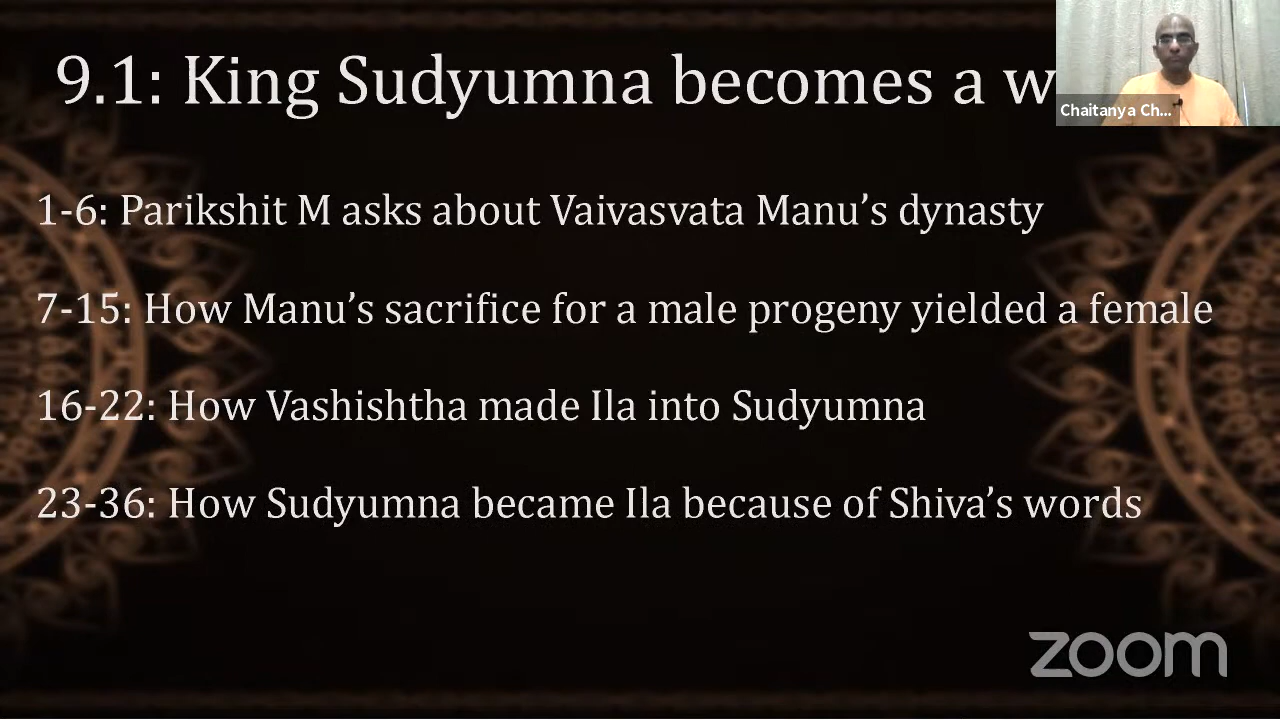 9.1: King Sudyumna becomes a w
Chaitanya Ch...
1-6: Parikshit M asks about Vaivasvata Manu’s dynasty
7-15: How Manu’s sacrifice for a male progeny yielded a female
16-22: How Vashishtha made Ila into Sudyumna
23-36: How Sudyumna became Ila because of Shiva’s words
zoom